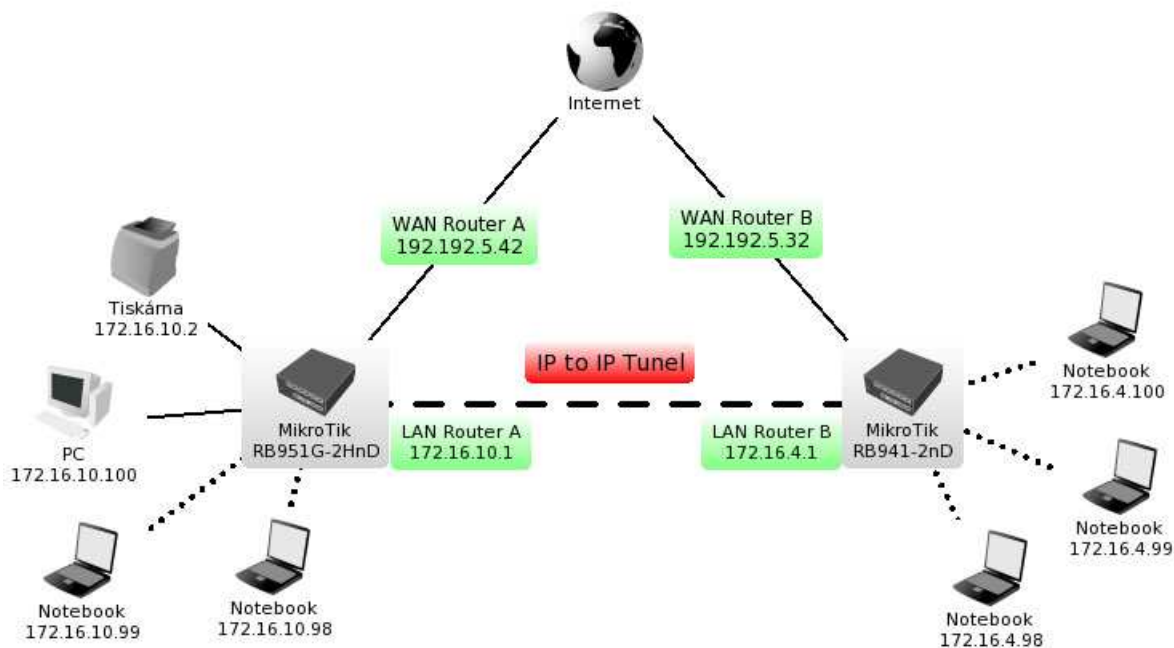 Internet
WAN Router A
192.192.5.42
WAN Router B
192.192.5.32
Tiskárna
172.16.10.2
PC
172.16.10.100
MikroTik
RB951G-2HnD
LAN Router A
172.16.10.1
IP to IP Tunel
LAN Router B
172.16.4.1
MikroTik
RB941-2nD
Notebook
172.16.4.100
Notebook
172.16.4.99
Notebook
172.16.10.99
Notebook
172.16.10.98
Notebook
172.16.4.98